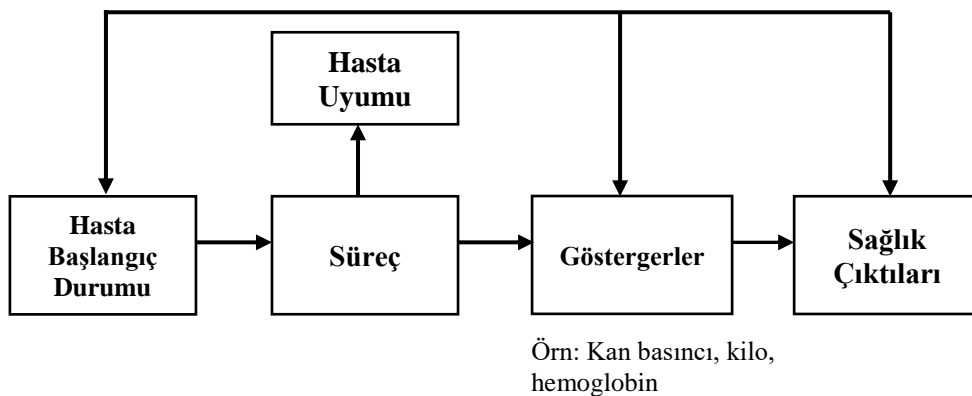 Hasta
Uyumu
Hasta
Başlangıç
Durumu
Süreç
Göstergerler
Sağlık
Çıktıları
Örn: Kan basıncı, kilo,
hemoglobin